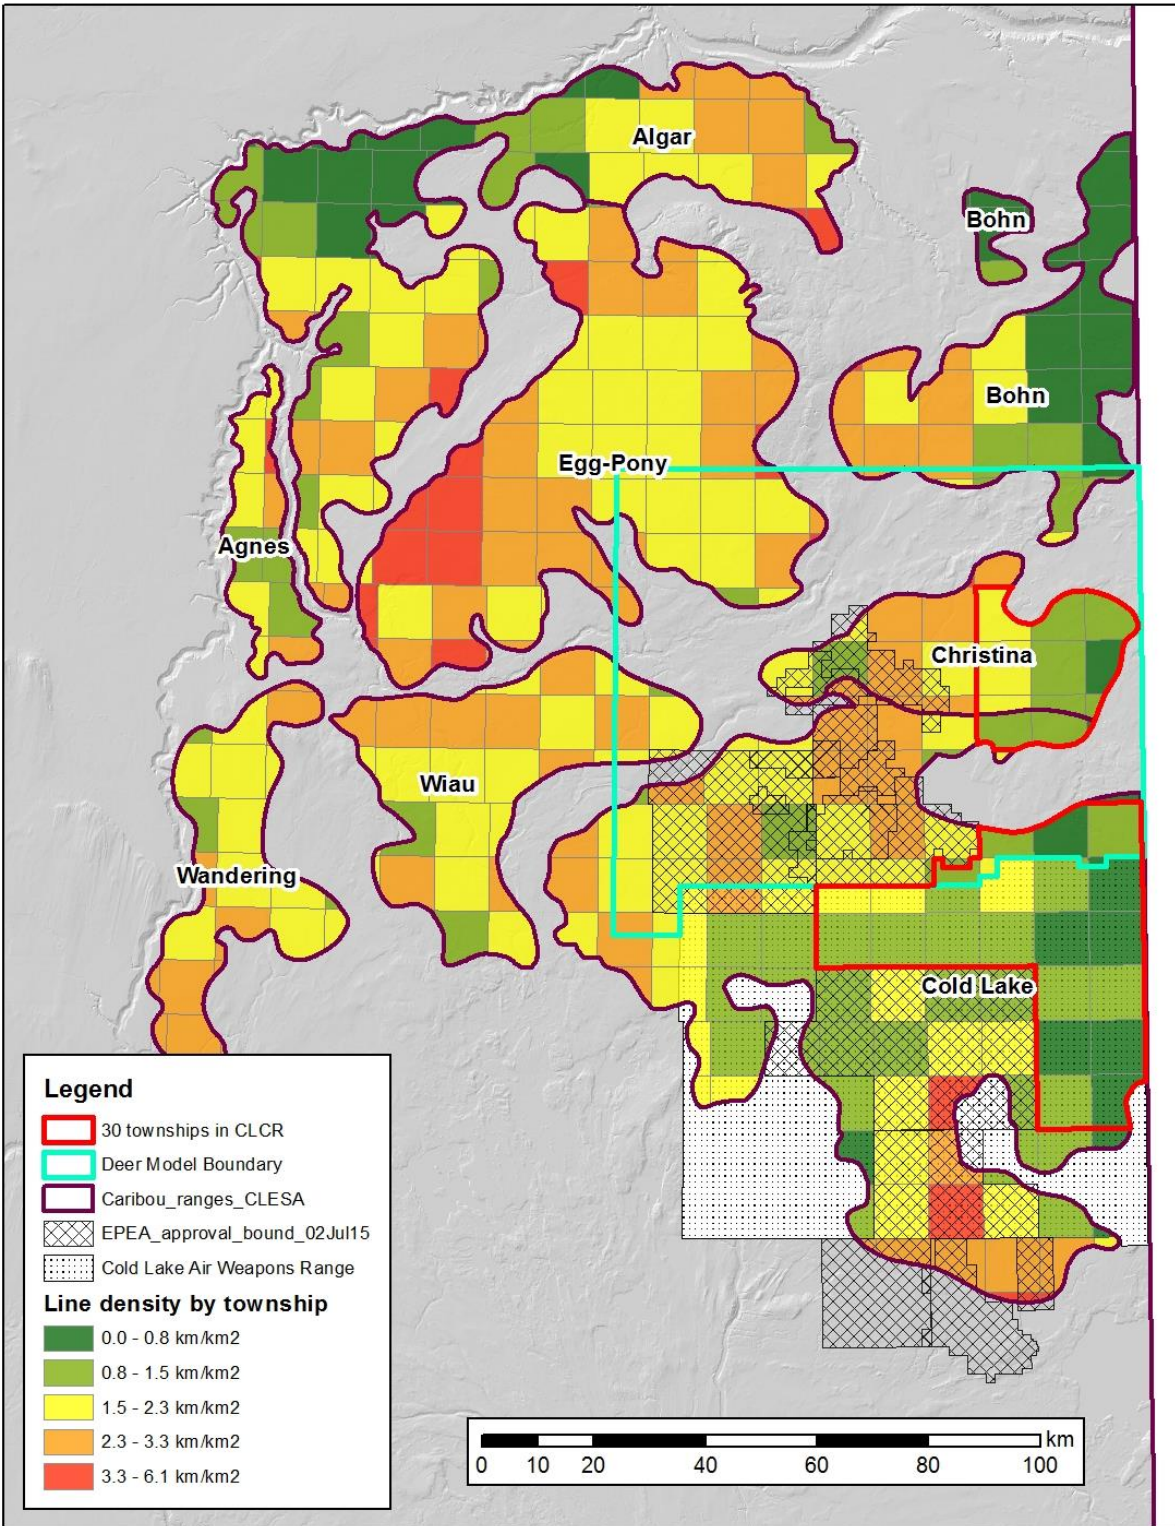 Algar
Bohn
Bohn
Egg-Pony
Agnes
Christina
Wiau
Wandering
Cold Lake
Legend
30 townships in CLCR
Deer Model Boundary
Caribou_ranges_CLESA
EPEA_approval_bound_02Jul15
Cold Lake Air Weapons Range
Line density by township
0.0 - 0.8 km/km2
0.8 - 1.5 km/km2
1.5 - 2.3 km/km2
2.3 - 3.3 km/km2
3.3 - 6.1 km/km2
km
0 10 20 40 60 80 100